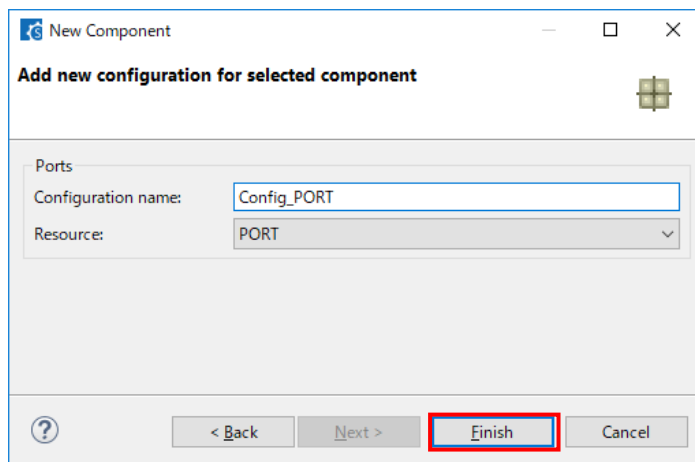 New Component
Add new configuration for selected component
Ports
Configuration name: Config_PORT
Resource: PORT
< Back Next > Finish Cancel